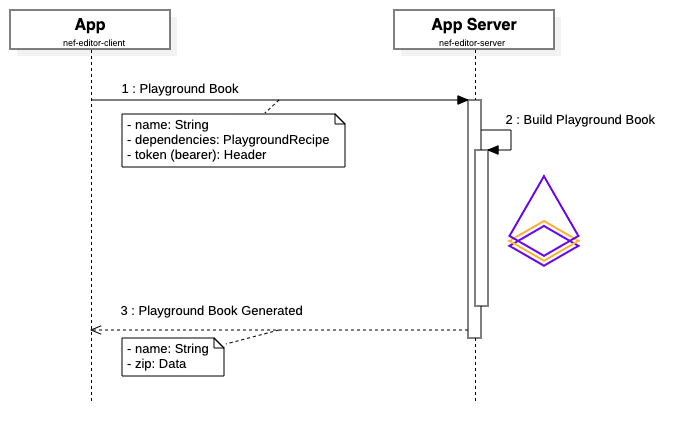 App
nef-editor-client
App Server
nef-editor-server
1 : Playground Book
2 : Build Playground Book
- name: String
- dependencies: PlaygroundRecipe
- token (bearer): Header
3 : Playground Book Generated
- name: String
- zip: Data